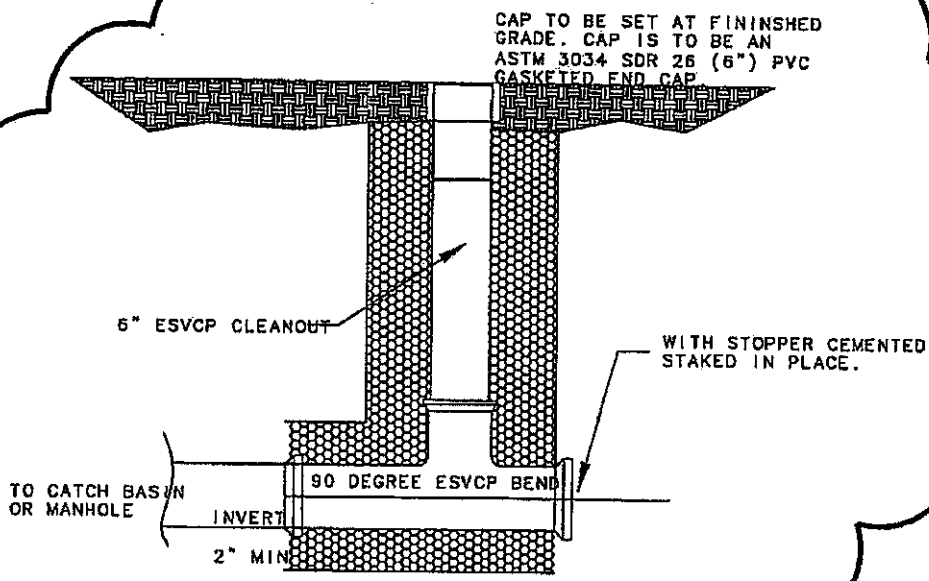 CAP TO BE SET AT FININSHED
GRADE. CAP IS TO BE AN
ASTM 3034 SDR 26 (6") PVC
GASKETED END CAP
6" ESVCP CLEANOUT
WITH STOPPER CEMENTED
STAKED IN PLACE.
90 DEGREE ESVCP BEND
TO CATCH BASIN
OR MANHOLE
INVERT
2" MIN